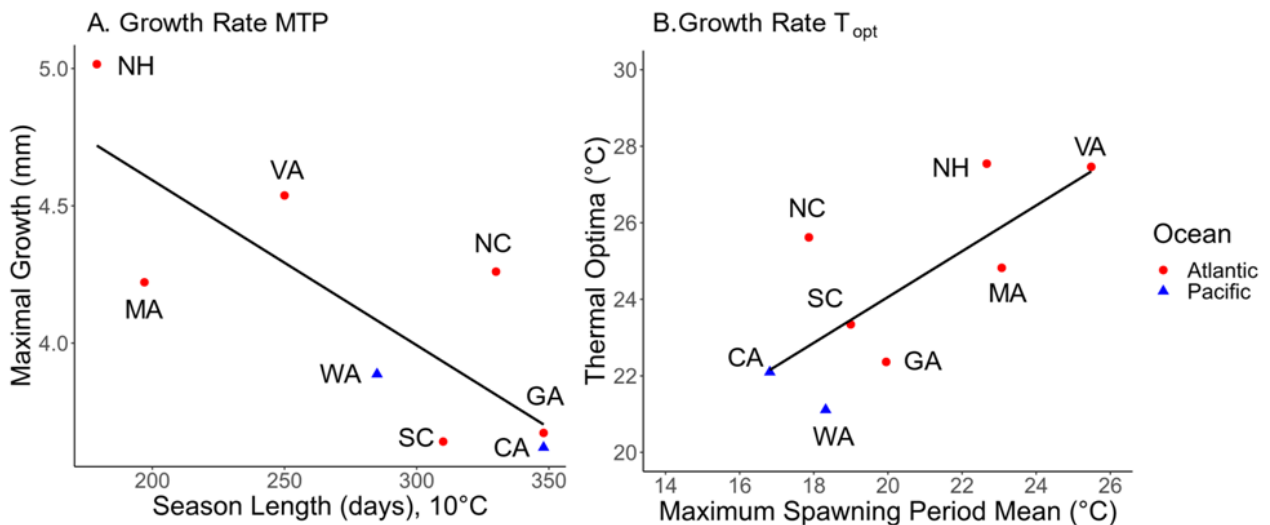 A. Growth Rate MTP
Maximal Growth (mm)
5.0
4.5
4.0
NH
VA
NC
MA
WA
GA
SC
CA
200
250
300
350
Season Length (days), 10°C
B.Growth Rate Topt
Thermal Optima (°C)
30
28
26
24
22
20
NH
VA
NC
MA
SC
GA
CA
WA
14
16
18
20
22
24
26
Maximum Spawning Period Mean (°C)
Ocean
Atlantic
Pacific